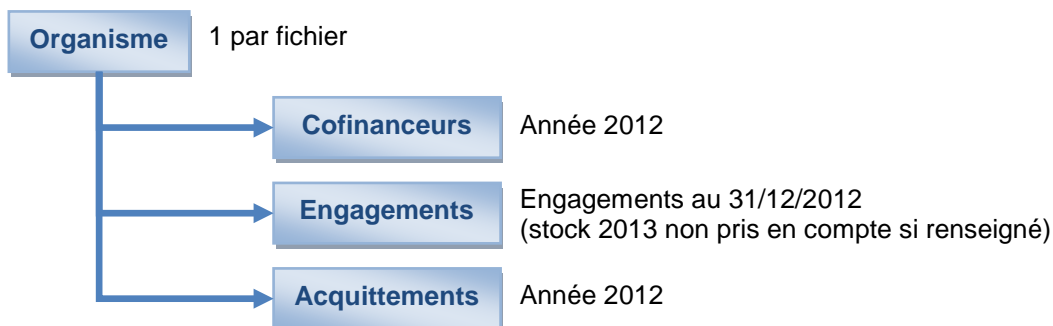 Organisme 1 par fichier
Cofinanceurs Année 2012
Engagements Engagements au 31/12/2012
(stock 2013 non pris en compte si renseigné)
Acquittements Année 2012